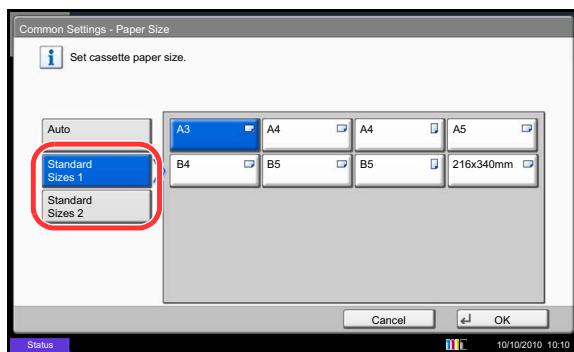 Common Settings - Paper Size
Set cassette paper size.
Auto
Standard
Sizes 1
Standard
Sizes 2
A3
A4
A4
A5
B4
B5
B5
216x340mm
Cancel
OK
Status
10/10/2010 10:10